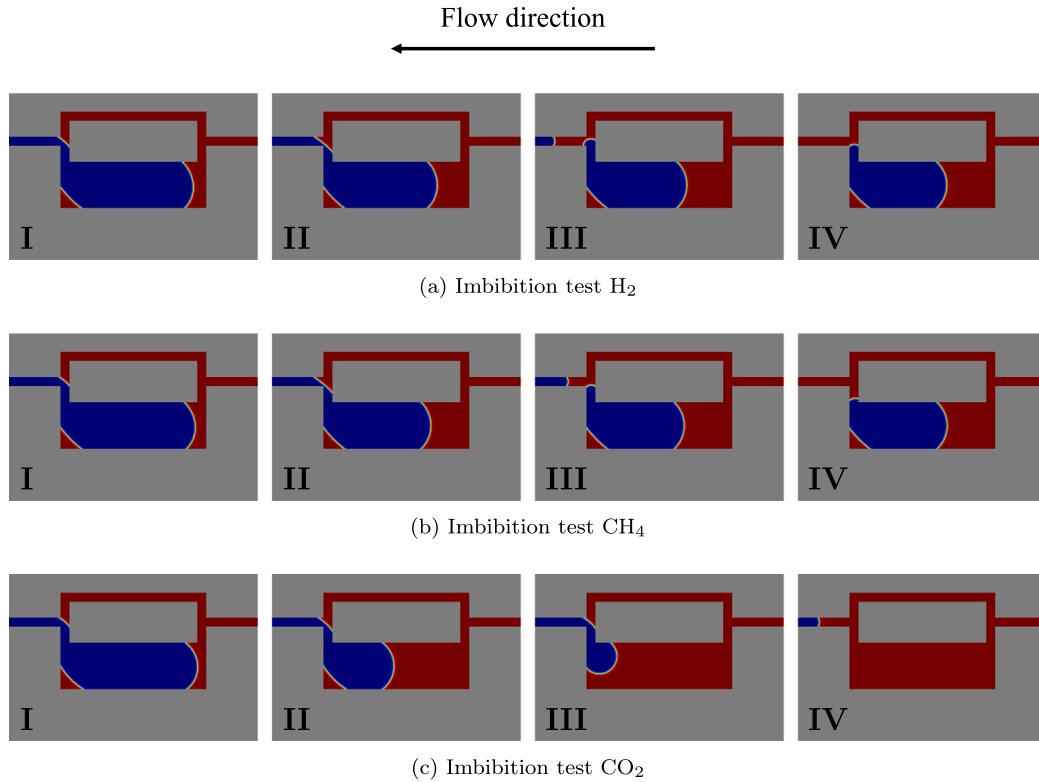 Flow direction
I II III IV
(a) Imbibition test H₂
I II III IV
(b) Imbibition test CH₄
I II III IV
(c) Imbibition test CO₂